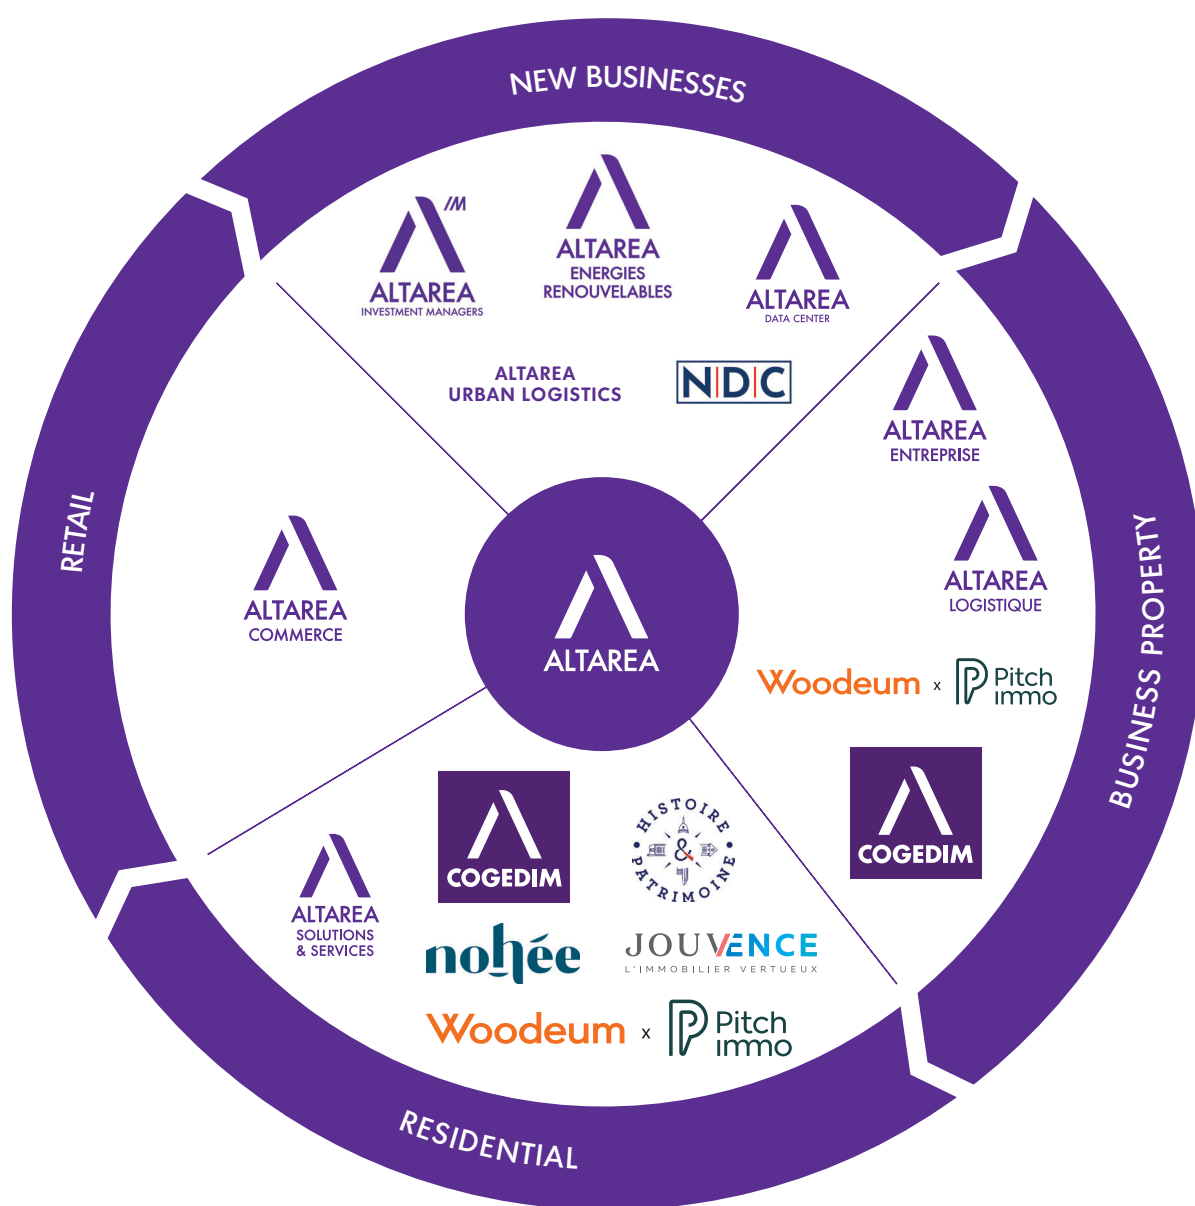 NEW BUSINESSES
/M
ALTAREA
INVESTMENT MANAGERS
ALTAREA
ENERGIES
RENOUVELABLES
ALTAREA
DATA CENTER
ALTAREA
URBAN LOGISTICS
N|D|C
BUSINESS PROPERTY
ALTAREA
ENTREPRISE
ALTAREA
LOGISTIQUE
Woodeum x Pitch
immo
COGEDIM
RETAIL
ALTAREA
COMMERCE
ALTAREA
RESIDENTIAL
COGEDIM
HISTOIRE
&
PATRIMOINE
ALTAREA
SOLUTIONS
& SERVICES
nohée
JOUVENCE
L'IMMOBILIER VERTUEUX
Woodeum x Pitch
immo